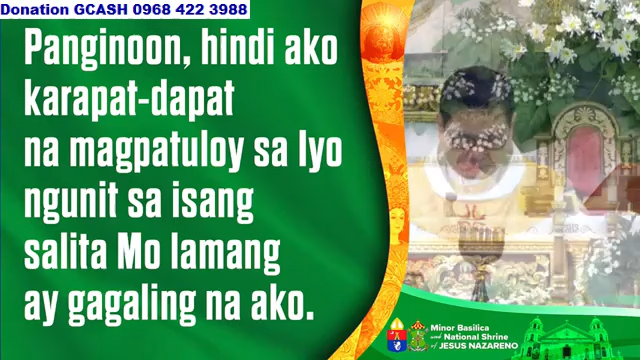 Donation GCASH 0968 422 3988
Panginoon, hindi ako
karapat-dapat
na magpatuloy sa Iyo
ngunit sa isang
salita Mo lamang
ay gagaling na ako.
Minor Basilica
and National Shrine
of JESUS NAZARENO